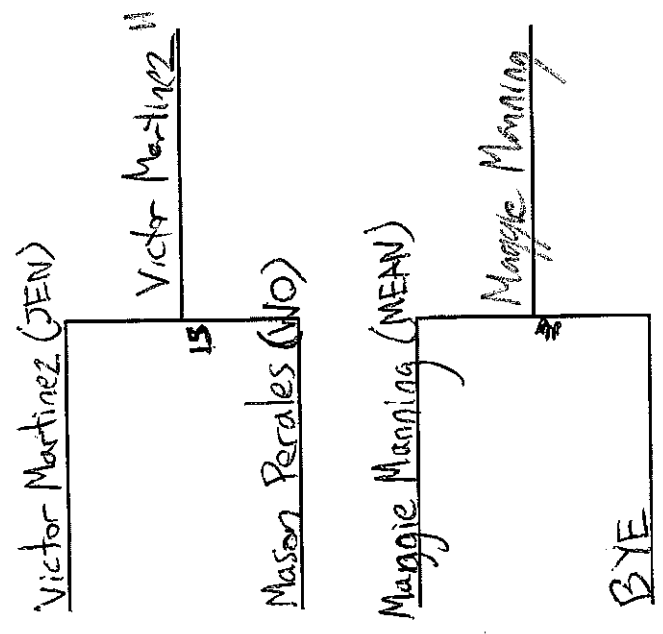 Victor Martinez (JEN)
Victor Martinez
15
Mason Perales (WO)
Maggie Manning (MEAN)
Maggie Manning
BYE